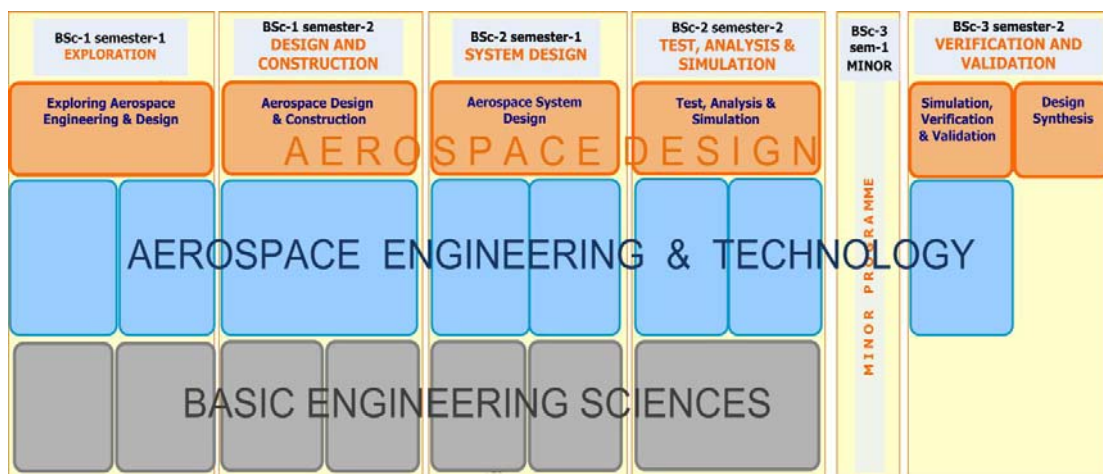 BSc-1 semester-1
EXPLORATION
BSc-1 semester-2
DESIGN AND
CONSTRUCTION
BSc-2 semester-1
SYSTEM DESIGN
BSc-2 semester-2
TEST, ANALYSIS &
SIMULATION
BSc-3
sem-1
MINOR
BSc-3 semester-2
VERIFICATION AND
VALIDATION
Exploring Aerospace
Engineering & Design
Aerospace Design
& Construction
Aerospace System
Design
Test, Analysis &
Simulation
Simulation,
Verification
& Validation
Design
Synthesis
AEROSPACE DESIGN
AEROSPACE ENGINEERING & TECHNOLOGY
MINOR PROGRAMME
BASIC ENGINEERING SCIENCES